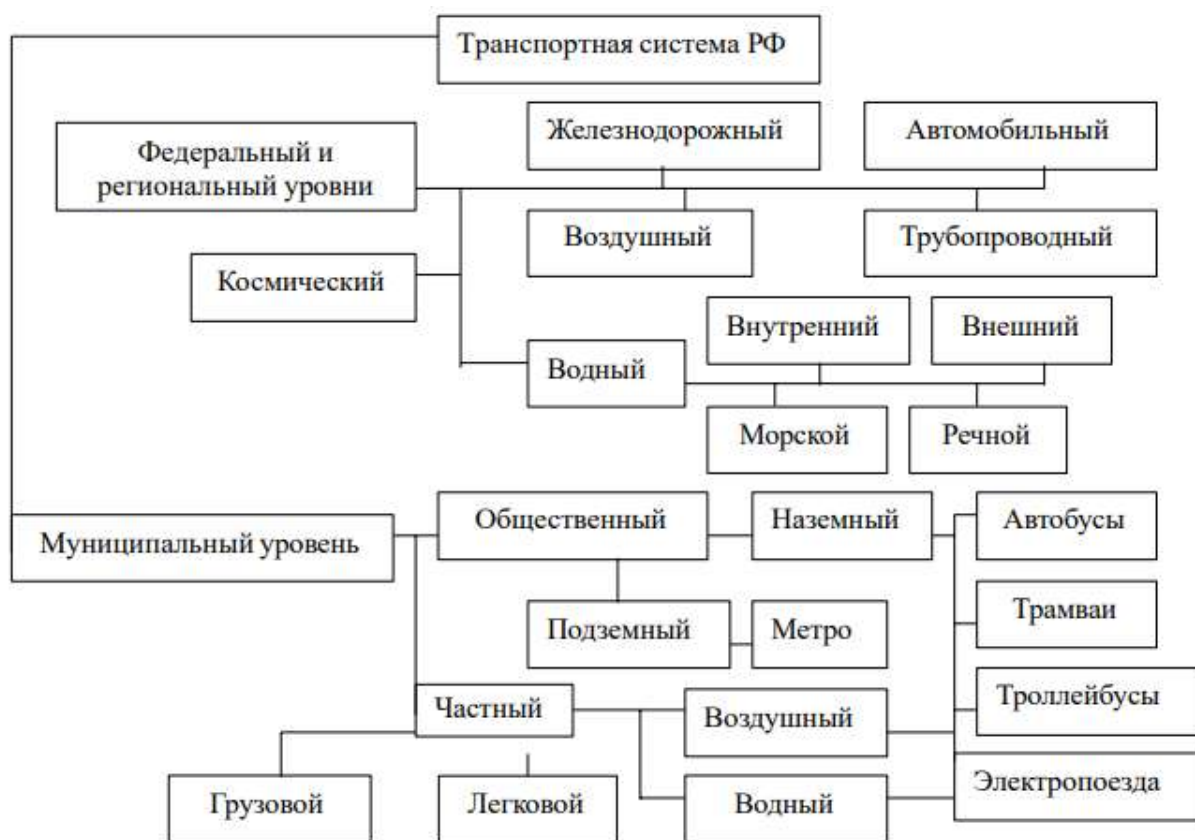 Транспортная система РФ
Железнодорожный
Автомобильный
Федеральный и
региональный уровни
Воздушный
Трубопроводный
Космический
Внутренний
Внешний
Водный
Морской
Речной
Общественный
Наземный
Автобусы
Муниципальный уровень
Подземный
Метро
Трамваи
Частный
Воздушный
Троллейбусы
Грузовой
Легковой
Водный
Электропоезда